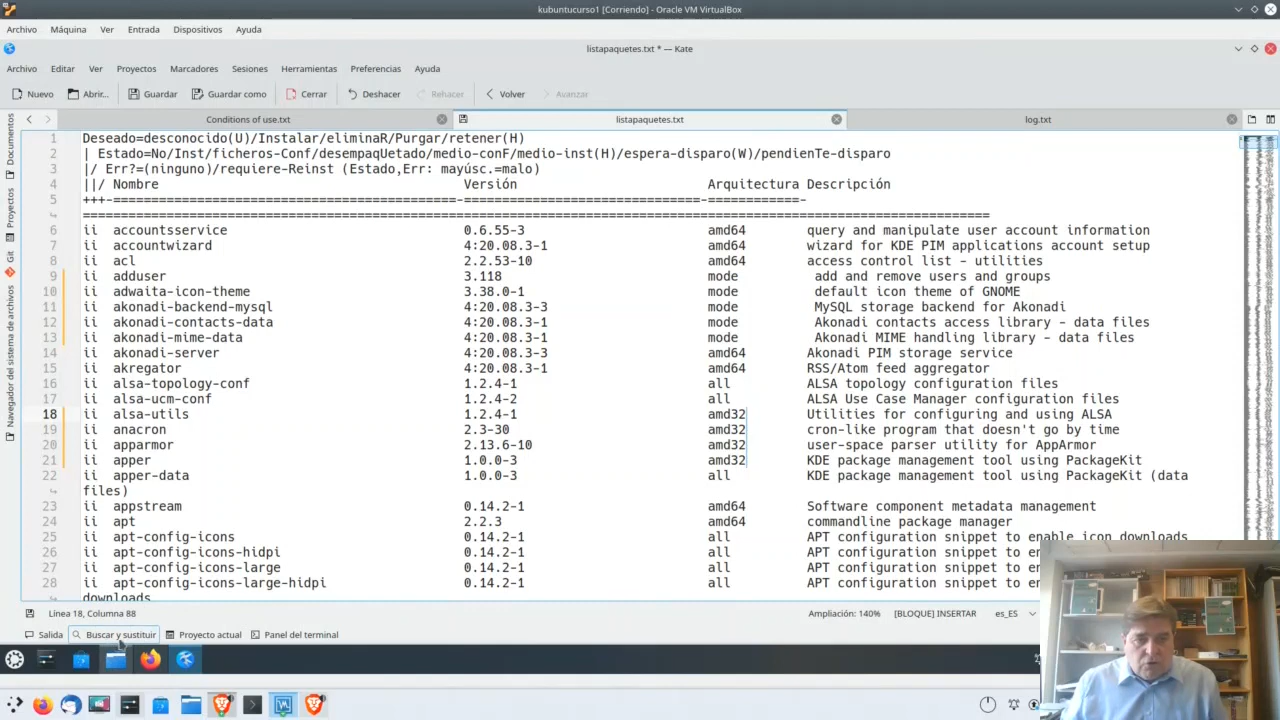 kubuntucurso1 [Corriendo] - Oracle VM VirtualBox
Archivo Máquina Ver Entrada Dispositivos Ayuda
listapaquetes.txt * — Kate
Archivo Editar Ver Proyectos Marcadores Sesiones Herramientas Preferencias Ayuda
Nuevo Abrir... Guardar Guardar como Cerrar Deshacer Rehacer Volver Avanzar
Conditions of use.txt listapaquetes.txt log.txt
Documentos
Proyectos
Git
Navegador del sistema de archivos
1 Deseado=desconocido(U)/Instalar/eliminaR/Purgar/retener(H)
2 | Estado=No/Inst/ficheros-Conf/desempaqUetado/medio-conF/medio-inst(H)/espera-disparo(W)/pendienTe-disparo
3 |/ Err?=(ninguno)/requiere-Reinst (Estado,Err: mayúsc.=malo)
4 ||/ Nombre Versión Arquitectura Descripción
5 +++-=============================================-===============================-============-
=======================================================================================================================
6 ii accountsservice 0.6.55-3 amd64 query and manipulate user account information
7 ii accountwizard 4:20.08.3-1 amd64 wizard for KDE PIM applications account setup
8 ii acl 2.2.53-10 amd64 access control list - utilities
9 ii adduser 3.118 mode add and remove users and groups
10 ii adwaita-icon-theme 3.38.0-1 mode default icon theme of GNOME
11 ii akonadi-backend-mysql 4:20.08.3-3 mode MySQL storage backend for Akonadi
12 ii akonadi-contacts-data 4:20.08.3-1 mode Akonadi contacts access library - data files
13 ii akonadi-mime-data 4:20.08.3-1 mode Akonadi MIME handling library - data files
14 ii akonadi-server 4:20.08.3-3 amd64 Akonadi PIM storage service
15 ii akregator 4:20.08.3-1 amd64 RSS/Atom feed aggregator
16 ii alsa-topology-conf 1.2.4-1 all ALSA topology configuration files
17 ii alsa-ucm-conf 1.2.4-2 all ALSA Use Case Manager configuration files
18 ii alsa-utils 1.2.4-1 amd32 Utilities for configuring and using ALSA
19 ii anacron 2.3-30 amd32 cron-like program that doesn't go by time
20 ii apparmor 2.13.6-10 amd32 user-space parser utility for AppArmor
21 ii apper 1.0.0-3 amd32 KDE package management tool using PackageKit
22 ii apper-data 1.0.0-3 all KDE package management tool using PackageKit (data
files)
23 ii appstream 0.14.2-1 amd64 Software component metadata management
24 ii apt 2.2.3 amd64 commandline package manager
25 ii apt-config-icons 0.14.2-1 all APT configuration snippet to enable icon downloads
26 ii apt-config-icons-hidpi 0.14.2-1 all APT configuration snippet to en
27 ii apt-config-icons-large 0.14.2-1 all APT configuration snippet to en
28 ii apt-config-icons-large-hidpi 0.14.2-1 all APT configuration snippet to en
downloads
Línea 18, Columna 88 Ampliación: 140% [BLOQUE] INSERTAR es_ES
Salida Buscar y sustituir Proyecto actual Panel del terminal